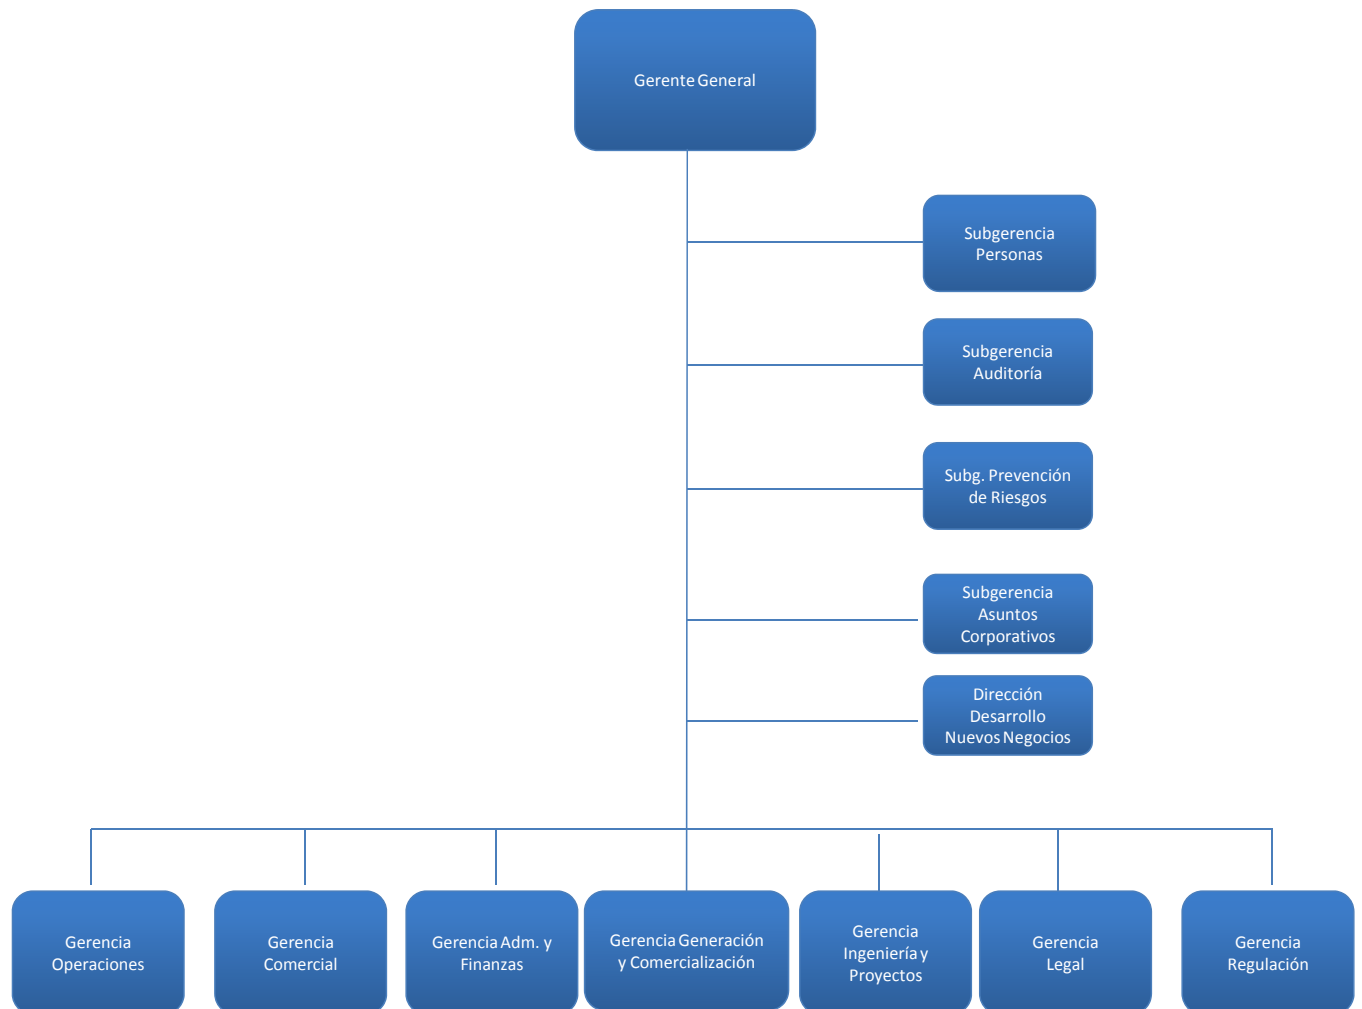 Gerente General
Subgerencia
Personas
Subgerencia
Auditoría
Subg. Prevención
de Riesgos
Subgerencia
Asuntos
Corporativos
Dirección
Desarrollo
Nuevos Negocios
Gerencia
Operaciones
Gerencia
Comercial
Gerencia Adm. y
Finanzas
Gerencia Generación
y Comercialización
Gerencia
Ingeniería y
Proyectos
Gerencia
Legal
Gerencia
Regulación